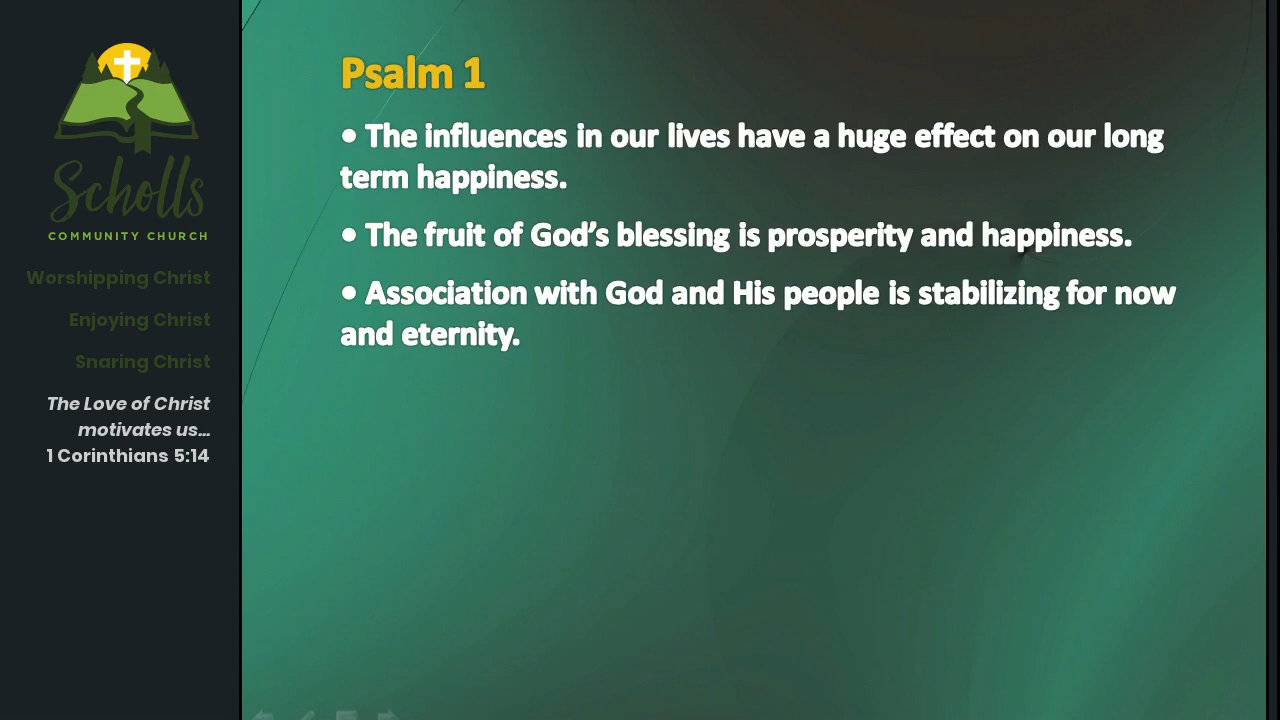 Scholls
COMMUNITY CHURCH
Worshipping Christ
Enjoying Christ
Snaring Christ
The Love of Christ
motivates us...
1 Corinthians 5:14
Psalm 1
• The influences in our lives have a huge effect on our long
term happiness.
• The fruit of God's blessing is prosperity and happiness.
• Association with God and His people is stabilizing for now
and eternity.